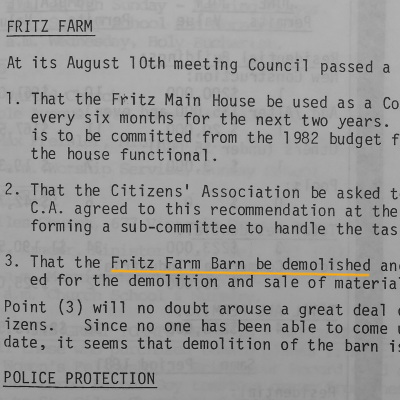 FRITZ FARM
At its August 10th meeting Council passed a
1. That the Fritz Main House be used as a Co
every six months for the next two years.
is to be committed from the 1982 budget f
the house functional.
2. That the Citizens' Association be asked t
C.A. agreed to this recommendation at the
forming a sub-committee to handle the tas
3. That the Fritz Farm Barn be demolished an
ed for the demolition and sale of material
Point (3) will no doubt arouse a great deal
izens. Since no one has been able to come
date, it seems that demolition of the barn is
POLICE PROTECTION